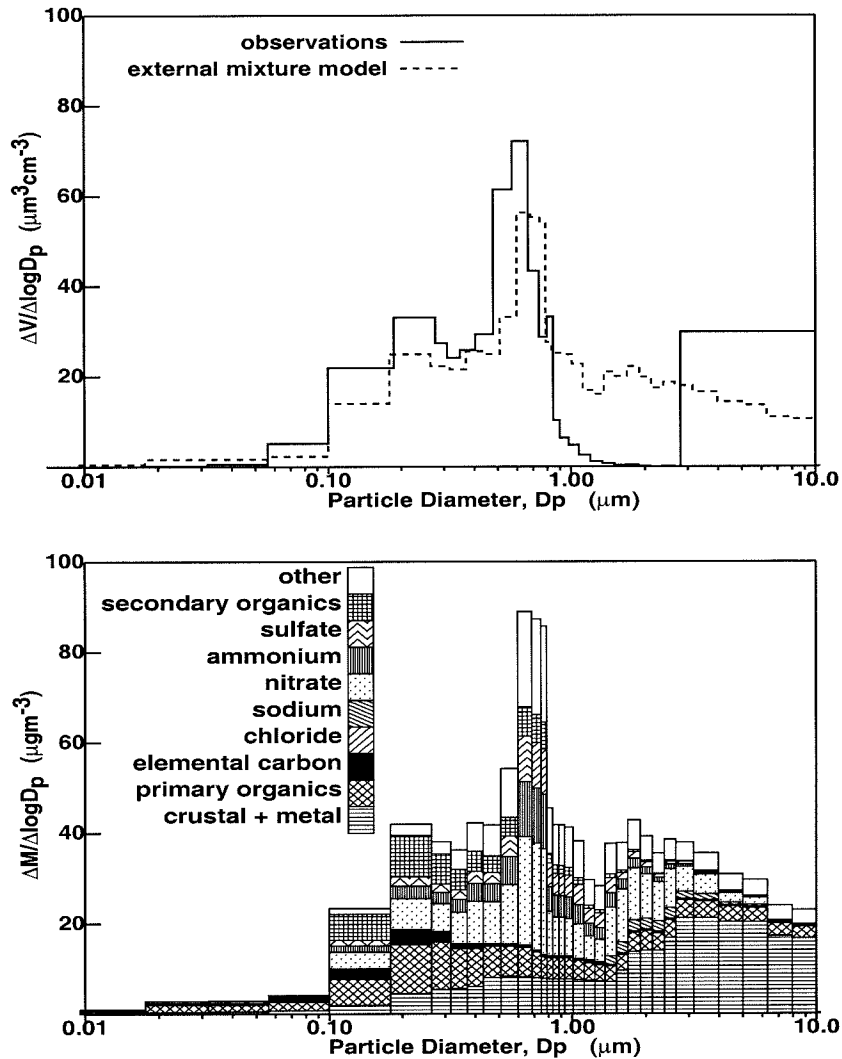 100
observations
external mixture model
80
60
40
20
ΔV/ΔlogDp (μm³cm⁻³)
0.01 0.10 1.00 10.0
Particle Diameter, Dp (μm)
100
other
secondary organics
sulfate
ammonium
nitrate
sodium
chloride
elemental carbon
primary organics
crustal + metal
80
60
40
20
ΔM/ΔlogDp (μgm⁻³)
0.01 0.10 1.00 10.0
Particle Diameter, Dp (μm)